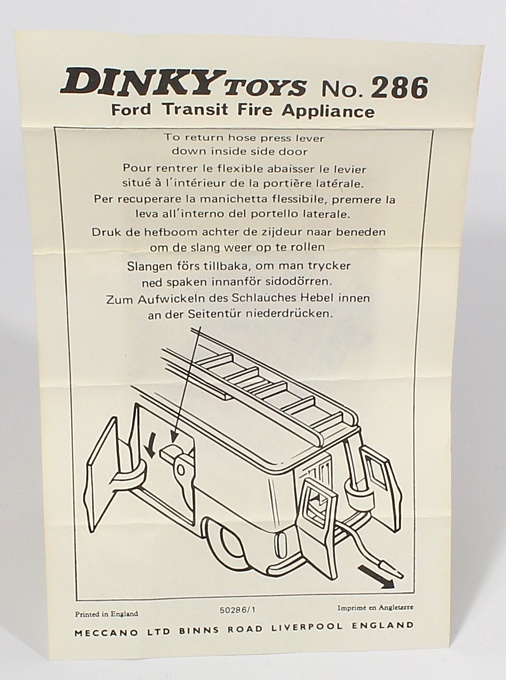 DINKY TOYS No. 286
Ford Transit Fire Appliance
To return hose press lever
down inside side door
Pour rentrer le flexible abaisser le levier
situé à l'intérieur de la portière latérale.
Per recuperare la manichetta flessibile, premere la
leva all'interno del portello laterale.
Druk de hefboom achter de zijdeur naar beneden
om de slang weer op te rollen
Slangen förs tillbaka, om man trycker
ned spaken innanför sidodörren.
Zum Aufwickeln des Schlauches Hebel innen
an der Seitentür niederdrücken.
Printed in England 50286/1 Imprimé en Angleterre
MECCANO LTD BINNS ROAD LIVERPOOL ENGLAND